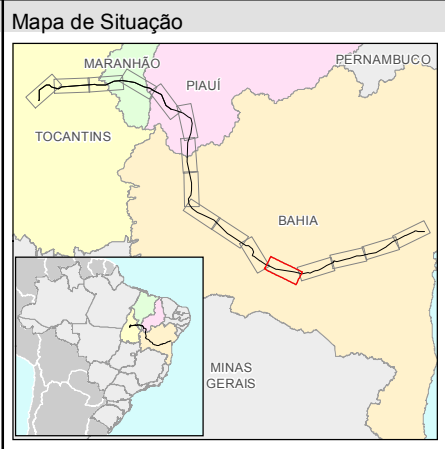 Mapa de Situação
PERNAMBUCO
MARANHÃO
PIAUÍ
TOCANTINS
BAHIA
MINAS
GERAIS